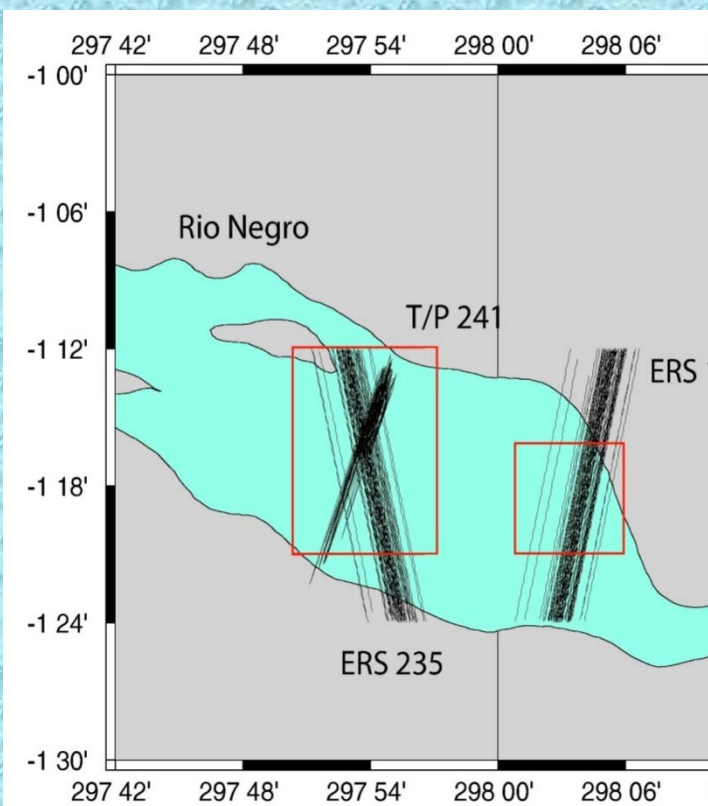 297 42' 297 48' 297 54' 298 00' 298 06'
-1 00'
-1 06'
Rio Negro
T/P 241
-1 12'
ERS
-1 18'
-1 24'
ERS 235
-1 30'
297 42' 297 48' 297 54' 298 00' 298 06'